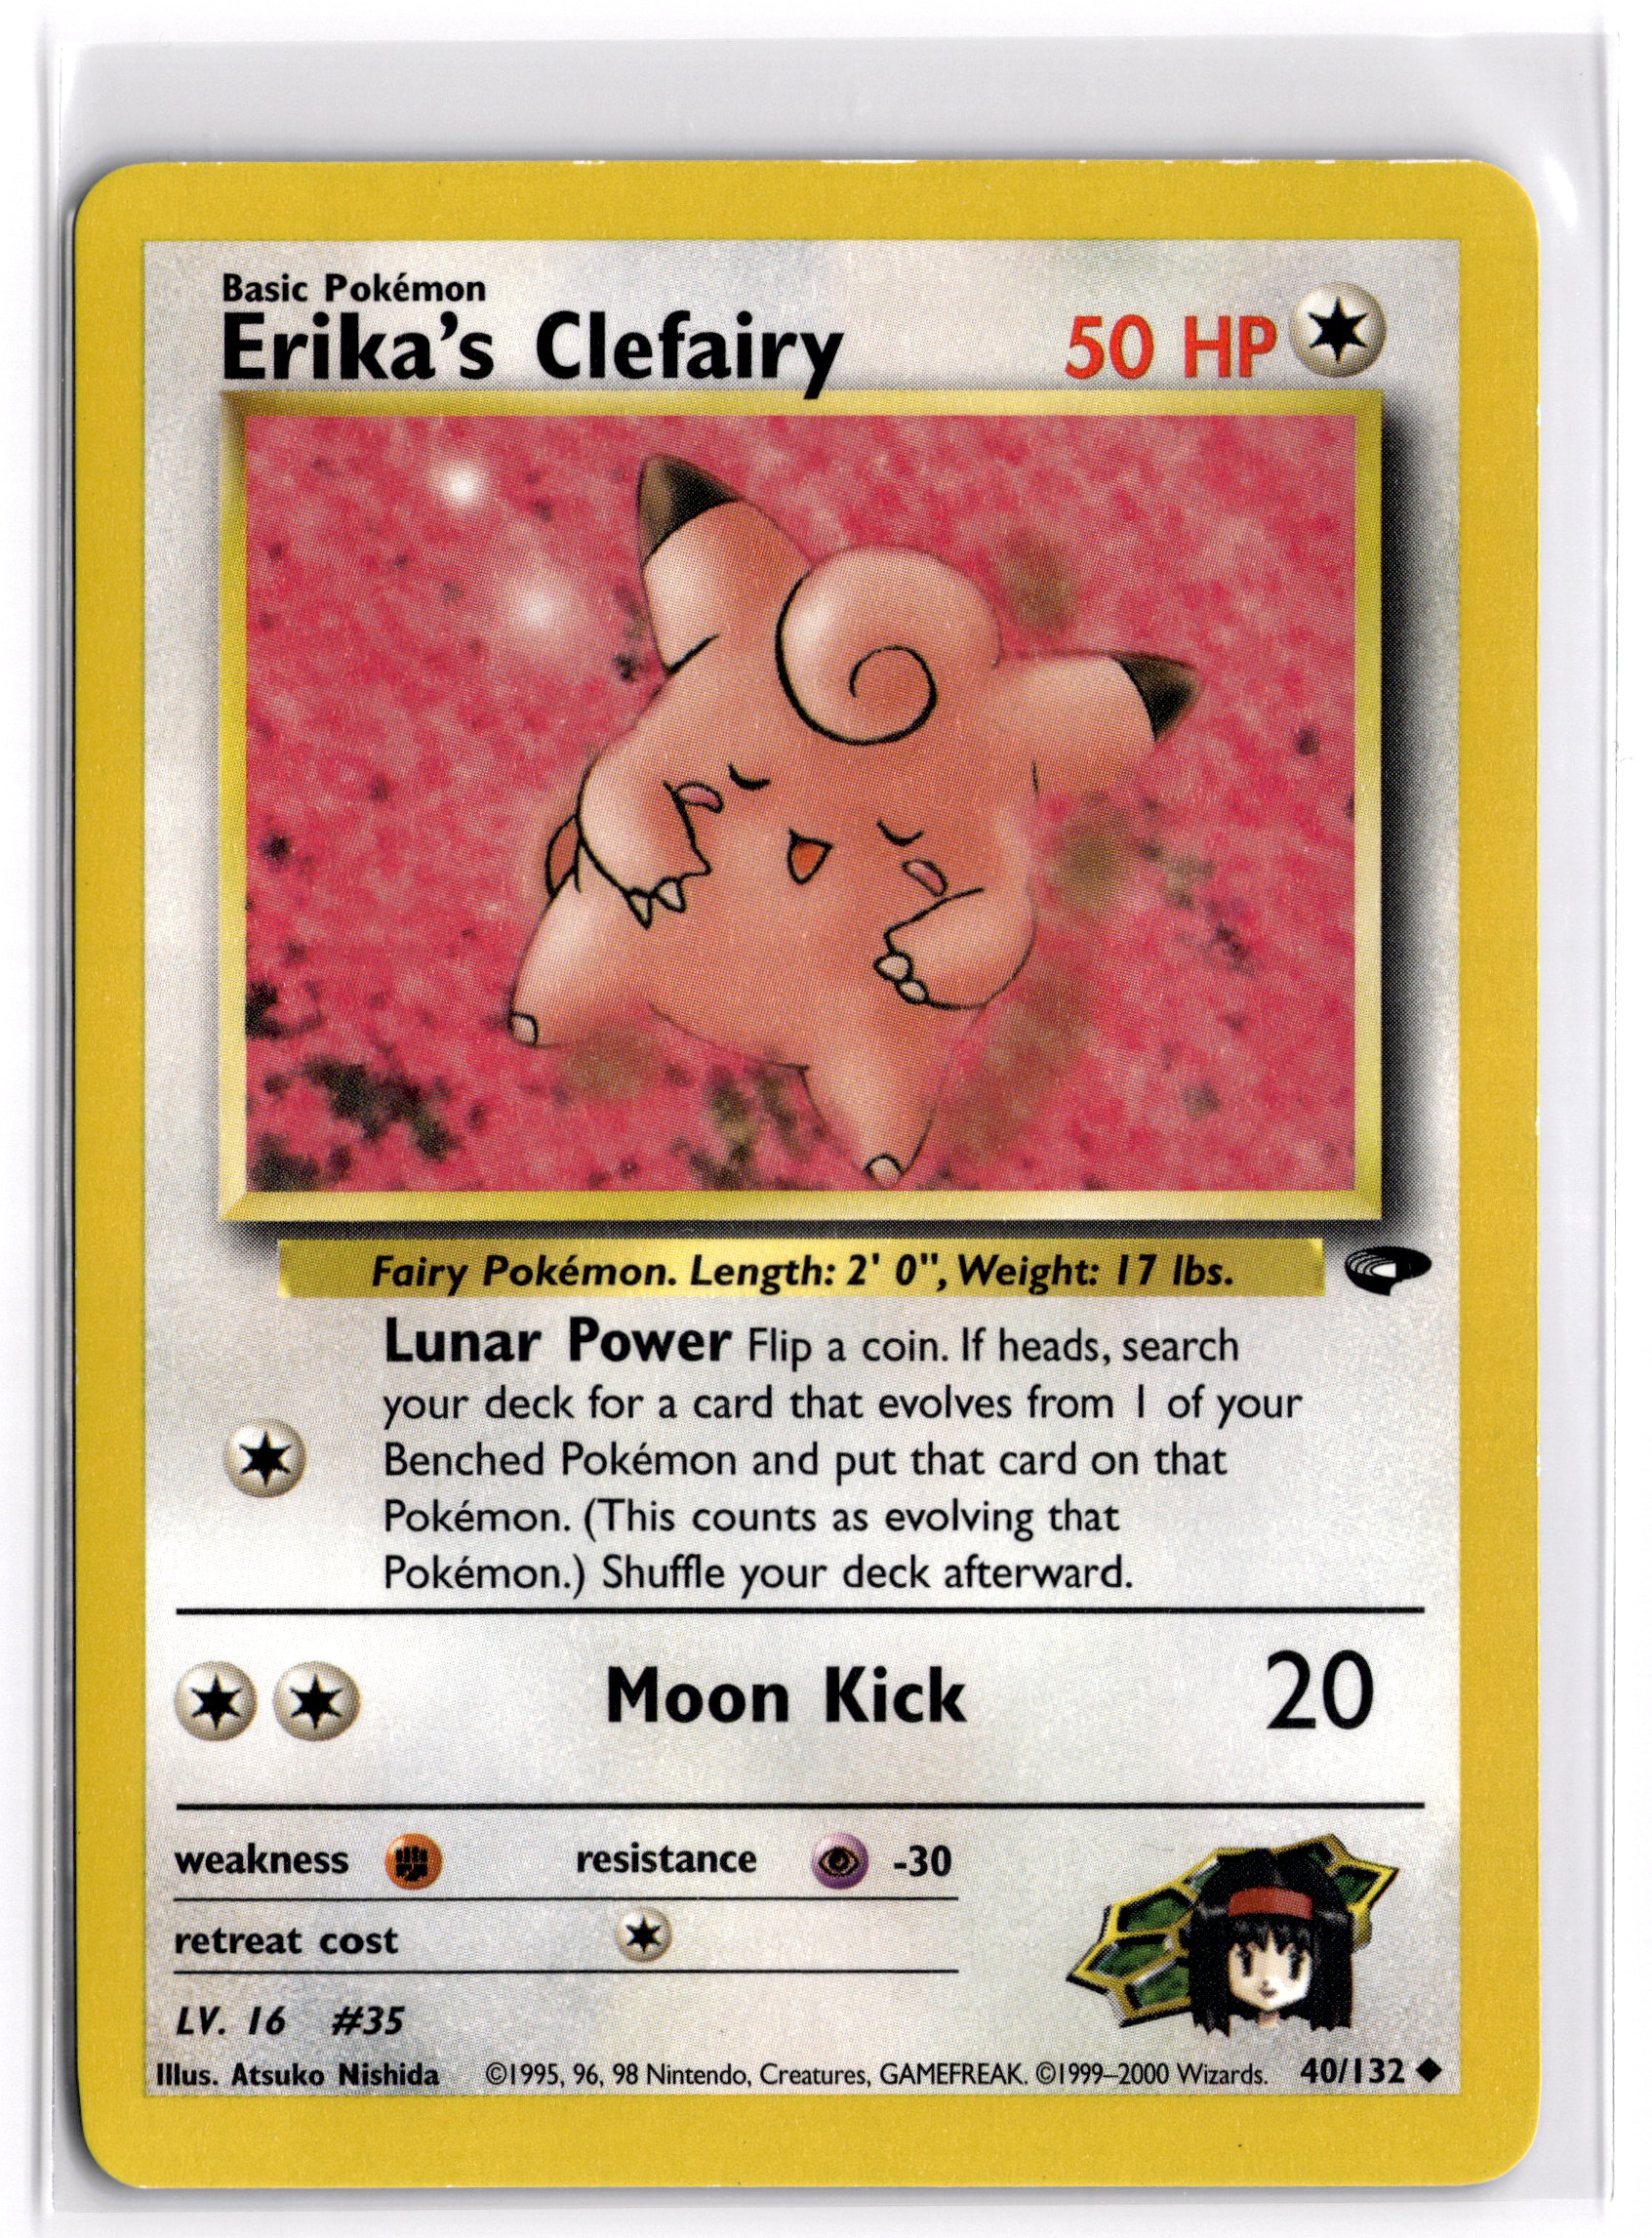 Basic Pokémon
Erika's Clefairy
50 HP
Fairy Pokémon. Length: 2' 0", Weight: 17 lbs.
Lunar Power Flip a coin. If heads, search
your deck for a card that evolves from 1 of your
Benched Pokémon and put that card on that
Pokémon. (This counts as evolving that
Pokémon.) Shuffle your deck afterward.
Moon Kick 20
weakness resistance -30
retreat cost
LV. 16 #35
Illus. Atsuko Nishida ©1995, 96, 98 Nintendo, Creatures, GAMEFREAK. ©1999–2000 Wizards. 40/132 ◆